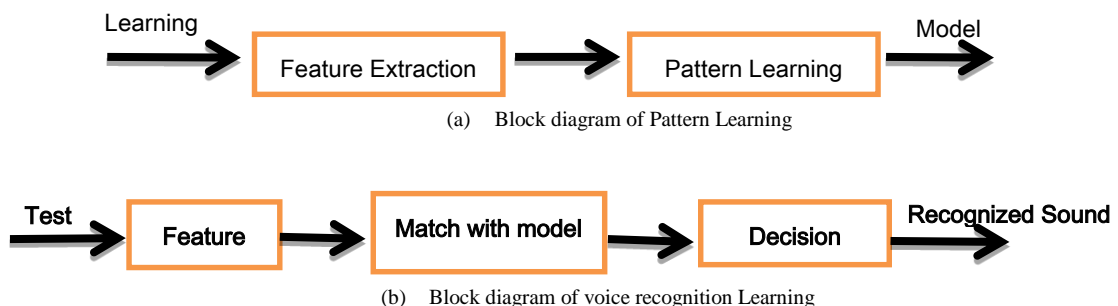 Learning
Feature Extraction
Pattern Learning
Model
(a) Block diagram of Pattern Learning
Test
Feature
Match with model
Decision
Recognized Sound
(b) Block diagram of voice recognition Learning